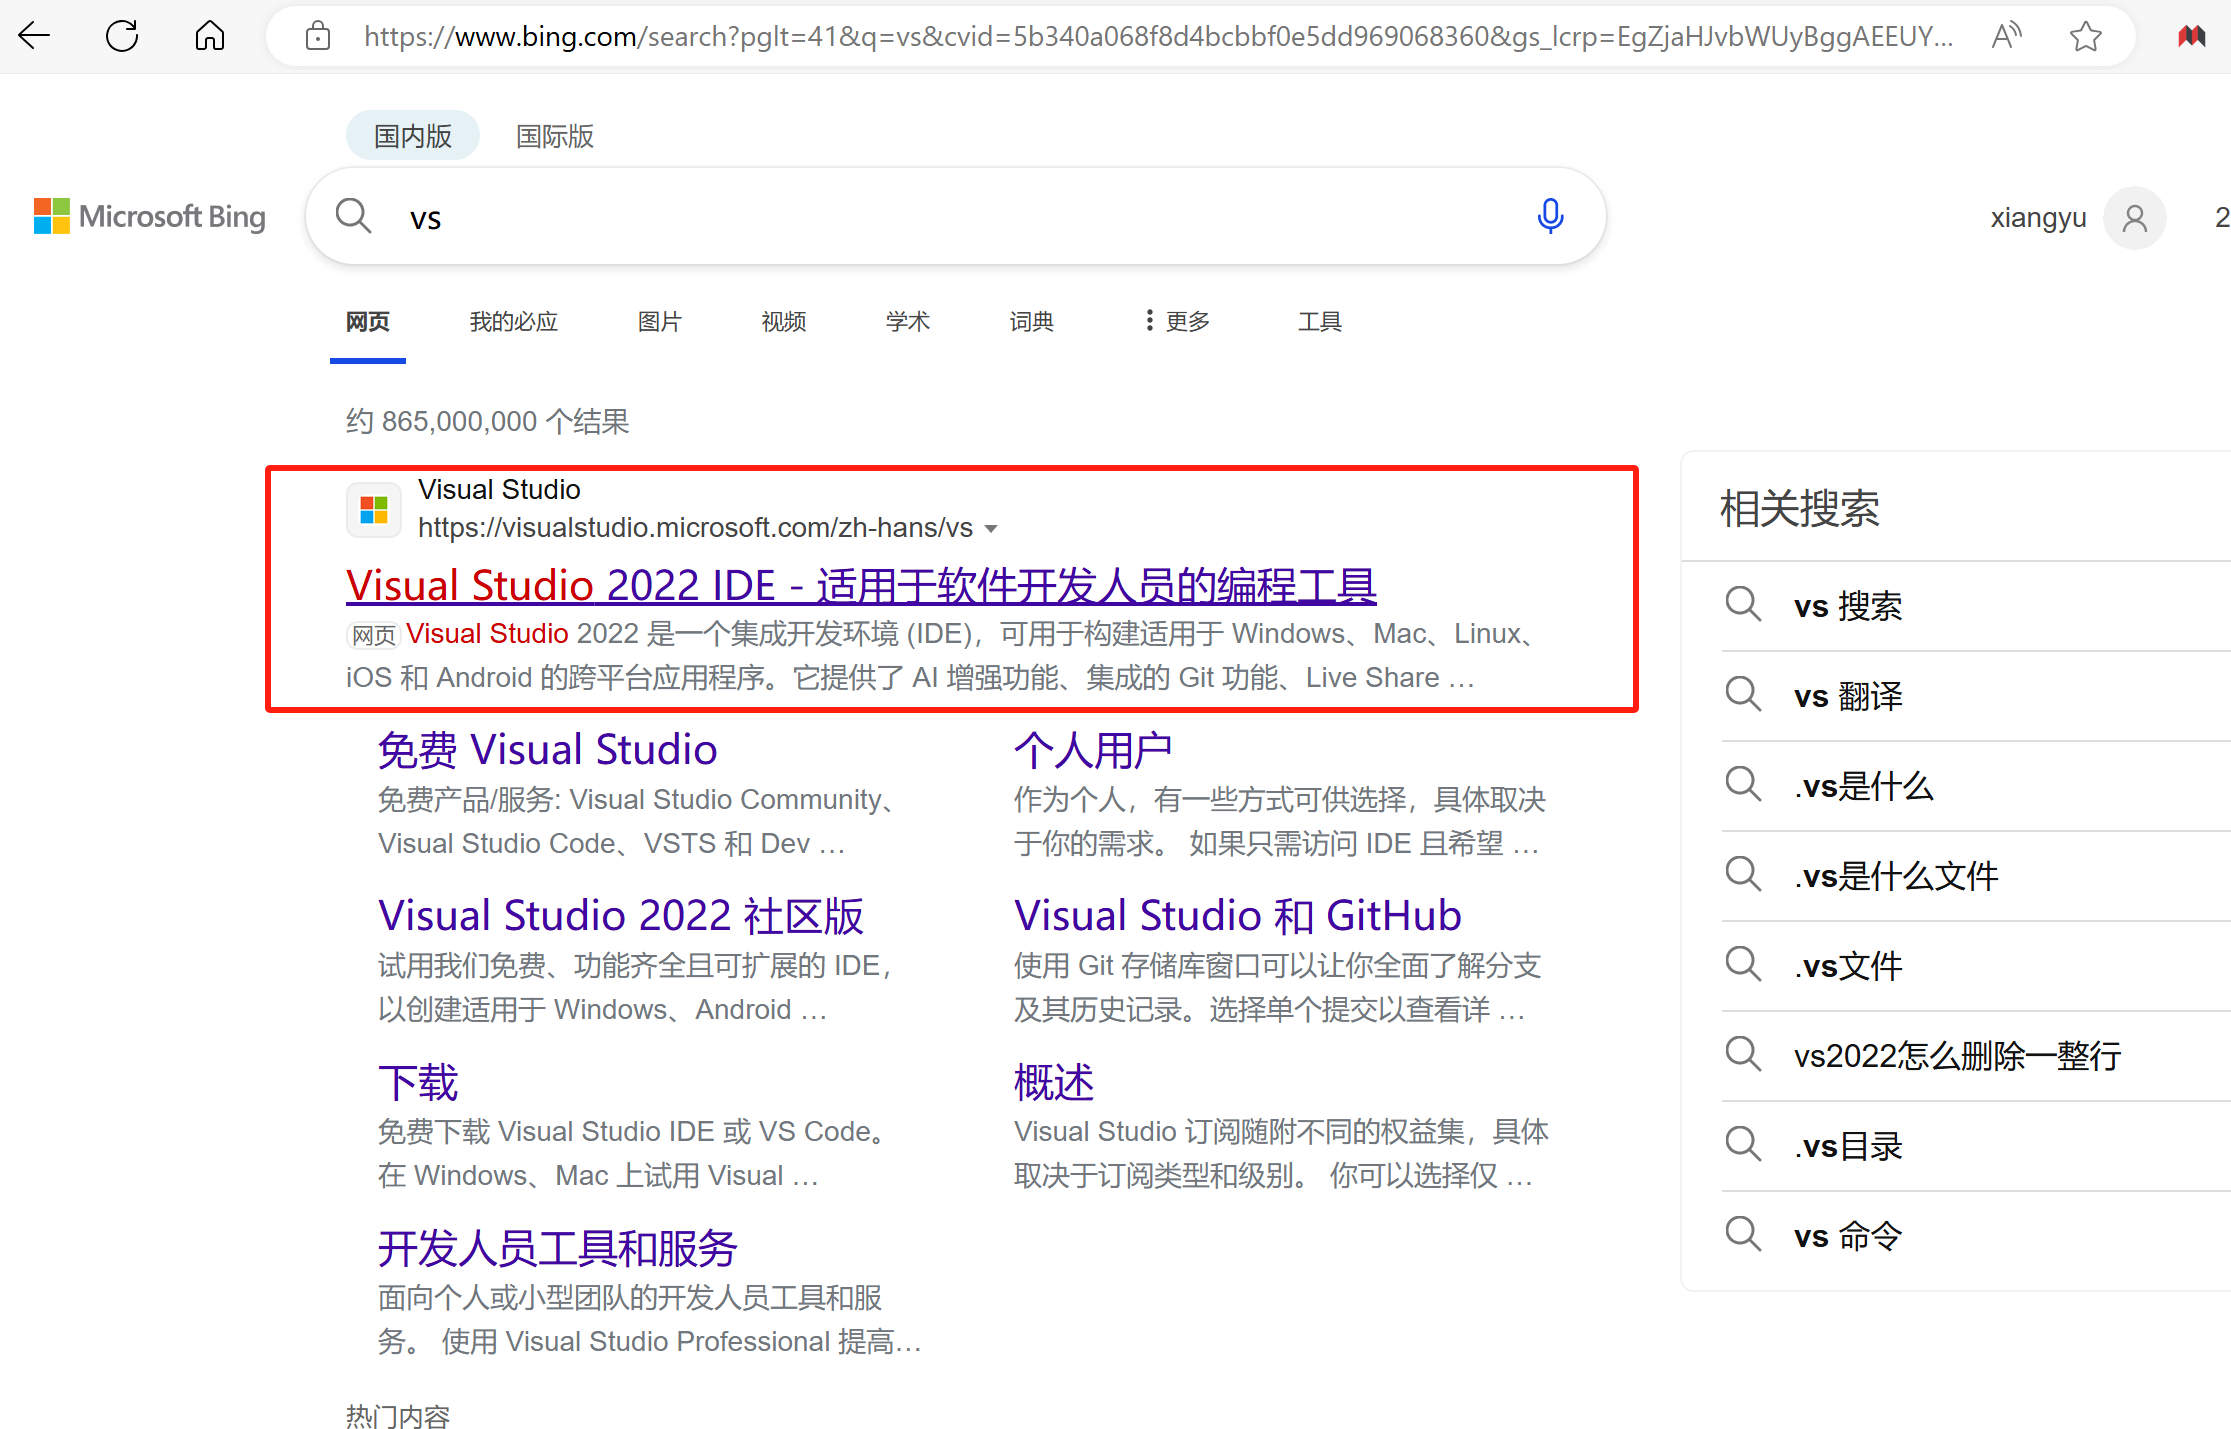 https://www.bing.com/search?pglt=41&q=vs&cvid=5b340a068f8d4bcbbf0e5dd969068360&gs_lcrp=EgZjaHJvbWUyBggAEEUY...
国内版 国际版
Microsoft Bing
vs
xiangyu
2
网页 我的必应 图片 视频 学术 词典 更多 工具
约 865,000,000 个结果
Visual Studio
https://visualstudio.microsoft.com/zh-hans/vs
Visual Studio 2022 IDE - 适用于软件开发人员的编程工具
网页 Visual Studio 2022 是一个集成开发环境 (IDE)，可用于构建适用于 Windows、Mac、Linux、
iOS 和 Android 的跨平台应用程序。它提供了 AI 增强功能、集成的 Git 功能、Live Share …
免费 Visual Studio
免费产品/服务: Visual Studio Community、
Visual Studio Code、VSTS 和 Dev …
个人用户
作为个人，有一些方式可供选择，具体取决
于你的需求。 如果只需访问 IDE 且希望 …
Visual Studio 2022 社区版
试用我们免费、功能齐全且可扩展的 IDE，
以创建适用于 Windows、Android …
Visual Studio 和 GitHub
使用 Git 存储库窗口可以让你全面了解分支
及其历史记录。选择单个提交以查看详 …
下载
免费下载 Visual Studio IDE 或 VS Code。
在 Windows、Mac 上试用 Visual …
概述
Visual Studio 订阅随附不同的权益集，具体
取决于订阅类型和级别。 你可以选择仅 …
开发人员工具和服务
面向个人或小型团队的开发人员工具和服
务。 使用 Visual Studio Professional 提高…
热门内容
相关搜索
vs 搜索
vs 翻译
.vs是什么
.vs是什么文件
.vs文件
vs2022怎么删除一整行
.vs目录
vs 命令